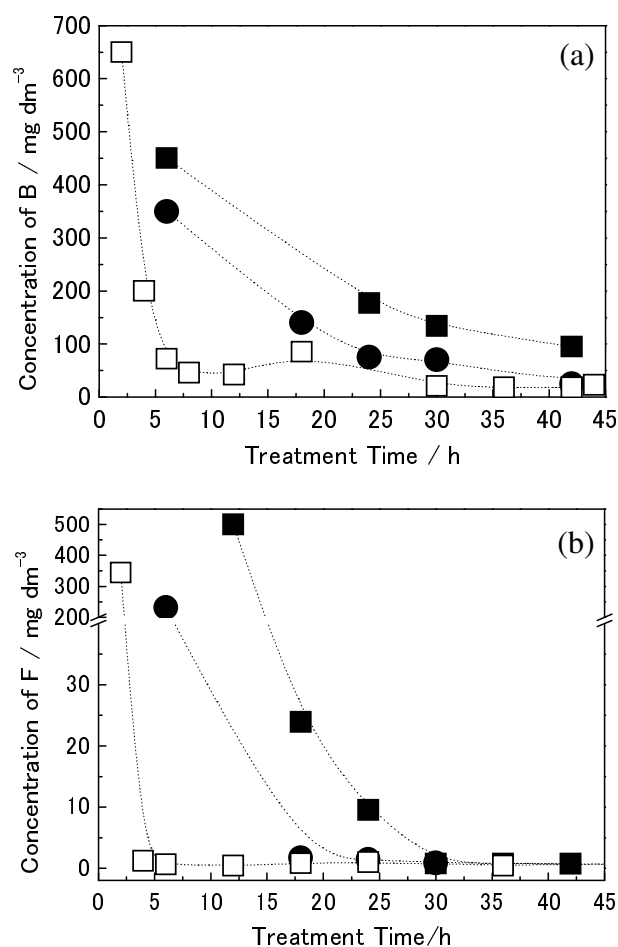 700
(a)
600
500
400
300
200
100
0
Concentration of B / mg dm⁻³
0 5 10 15 20 25 30 35 40 45
Treatment Time / h
500
(b)
400
300
200
30
20
10
0
Concentration of F / mg dm⁻³
0 5 10 15 20 25 30 35 40 45
Treatment Time/h